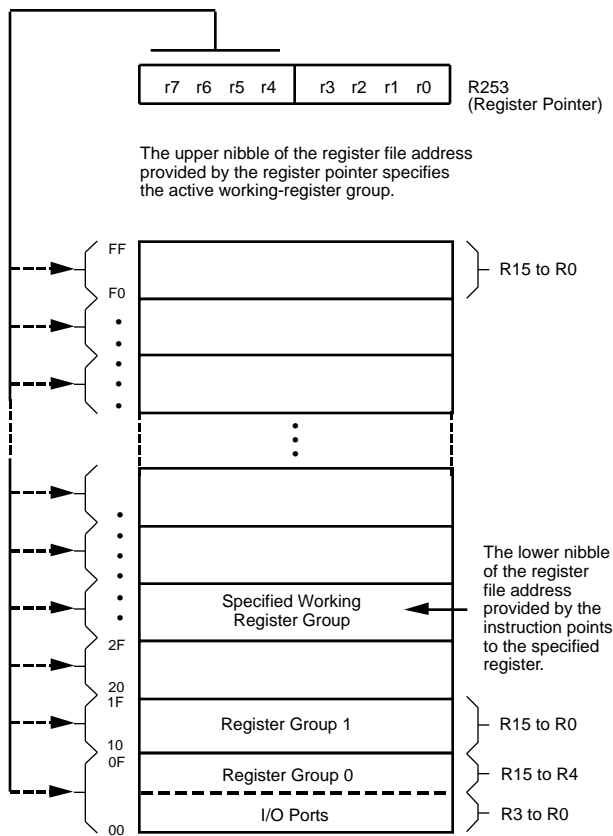 r7 r6 r5 r4 r3 r2 r1 r0
R253
(Register Pointer)
The upper nibble of the register file address
provided by the register pointer specifies
the active working-register group.
FF
R15 to R0
F0
The lower nibble
of the register
file address
provided by the
instruction points
to the specified
register.
Specified Working
Register Group
2F
20
1F
Register Group 1
R15 to R0
10
0F
Register Group 0
R15 to R4
I/O Ports
R3 to R0
00